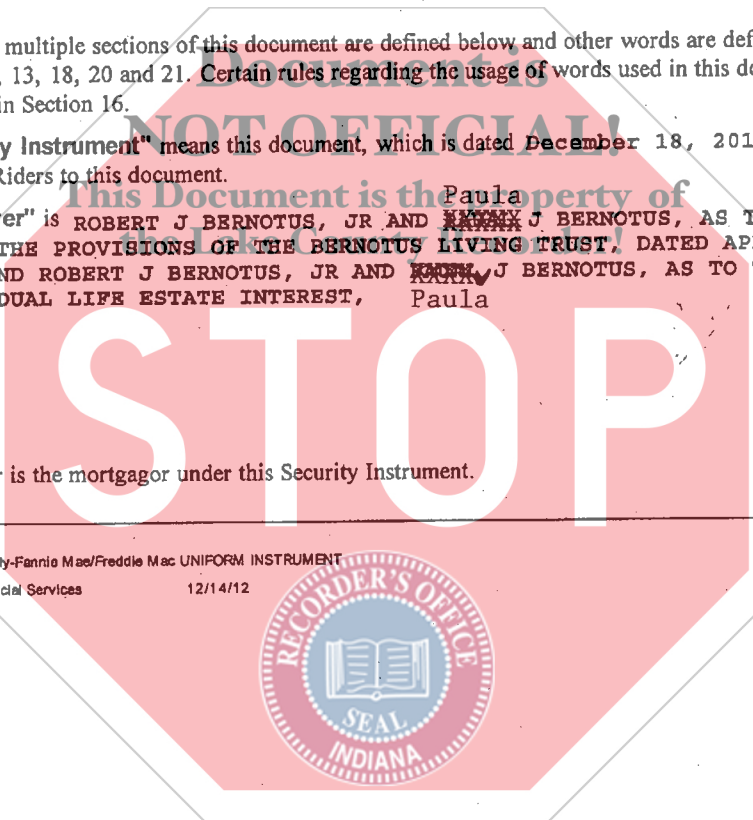 multiple sections of this document are defined below and other words are def
, 13, 18, 20 and 21. Certain rules regarding the usage of words used in this do
in Section 16.
Document is
NOT OFFICIAL!
This Document is the property of
the Lake County Recorder!
y Instrument" means this document, which is dated December 18, 201
Riders to this document.
Paula
er" is ROBERT J BERNOTUS, JR AND J BERNOTUS, AS T
THE PROVISIONS OF THE BERNOTUS LIVING TRUST, DATED AP
ND ROBERT J BERNOTUS, JR AND J BERNOTUS, AS TO
DUAL LIFE ESTATE INTEREST,
Paula
STOP
r is the mortgagor under this Security Instrument.
ly-Fannie Mae/Freddie Mac UNIFORM INSTRUMENT
cial Services 12/14/12
RECORDER'S OFFICE
SEAL
INDIANA